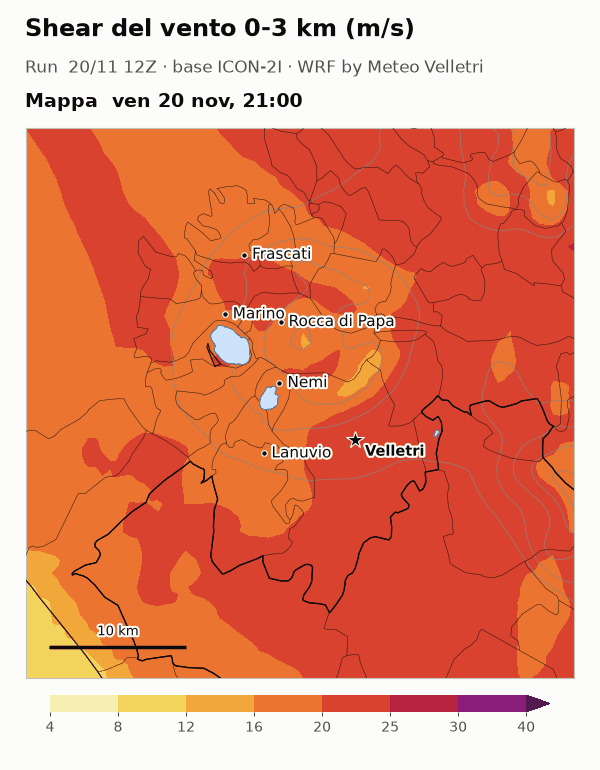 Shear del vento 0-3 km (m/s)
Run  20/11 12Z · base ICON-2I · WRF by Meteo Velletri
Mappa  ven 20 nov, 21:00
Frascati
Marino
Rocca di Papa
Nemi
Velletri
Lanuvio
10 km
4 8 12 16 20 25 30 40